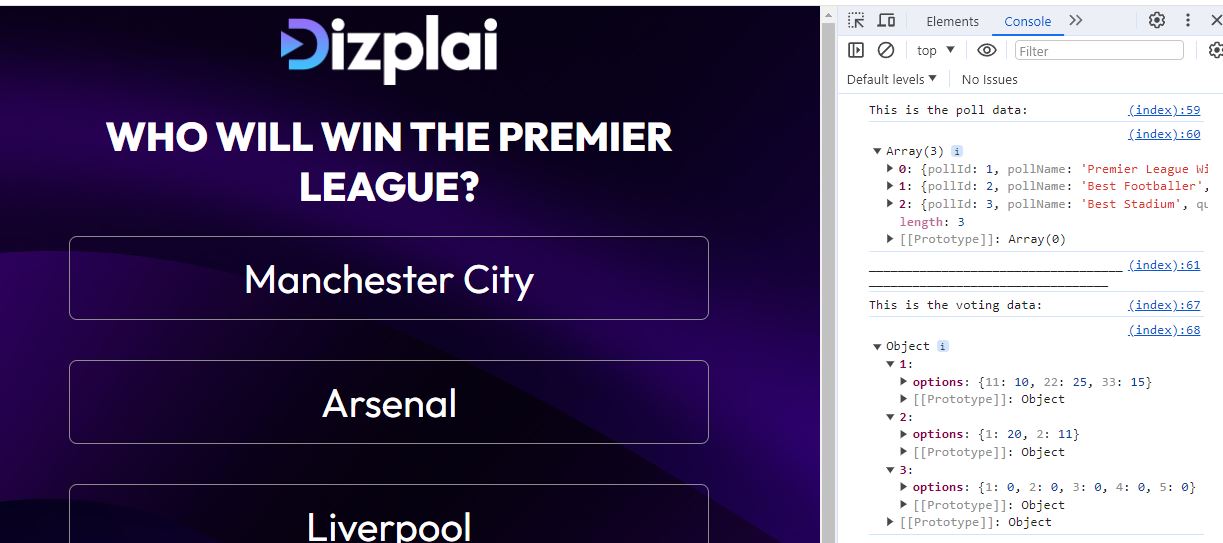 Dizplai
WHO WILL WIN THE PREMIER
LEAGUE?
Manchester City
Arsenal
Liverpool
Elements Console
top Filter
Default levels No Issues
This is the poll data: (index):59
(index):60
Array(3) i
0: {pollId: 1, pollName: 'Premier League Wi
1: {pollId: 2, pollName: 'Best Footballer',
2: {pollId: 3, pollName: 'Best Stadium', qu
length: 3
[[Prototype]]: Array(0)
___________________________________ (index):61
_________________________________
This is the voting data: (index):67
(index):68
Object i
1:
options: {11: 10, 22: 25, 33: 15}
[[Prototype]]: Object
2:
options: {1: 20, 2: 11}
[[Prototype]]: Object
3:
options: {1: 0, 2: 0, 3: 0, 4: 0, 5: 0}
[[Prototype]]: Object
[[Prototype]]: Object